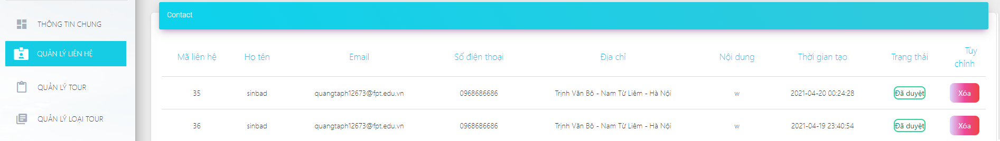 Contact
THÔNG TIN CHUNG
QUẢN LÝ LIÊN HỆ
QUẢN LÝ TOUR
QUẢN LÝ LOẠI TOUR
Mã liên hệ Họ tên Email Số điện thoại Địa chỉ Nội dung Thời gian tạo Trạng thái Tùy chỉnh
35 sinbad quangtaph12673@fpt.edu.vn 0968686686 Trịnh Văn Bô - Nam Từ Liêm - Hà Nội w 2021-04-20 00:24:28 Đã duyệt Xóa
36 sinbad quangtaph12673@fpt.edu.vn 0968686686 Trịnh Văn Bô - Nam Từ Liêm - Hà Nội w 2021-04-19 23:40:54 Đã duyệt Xóa